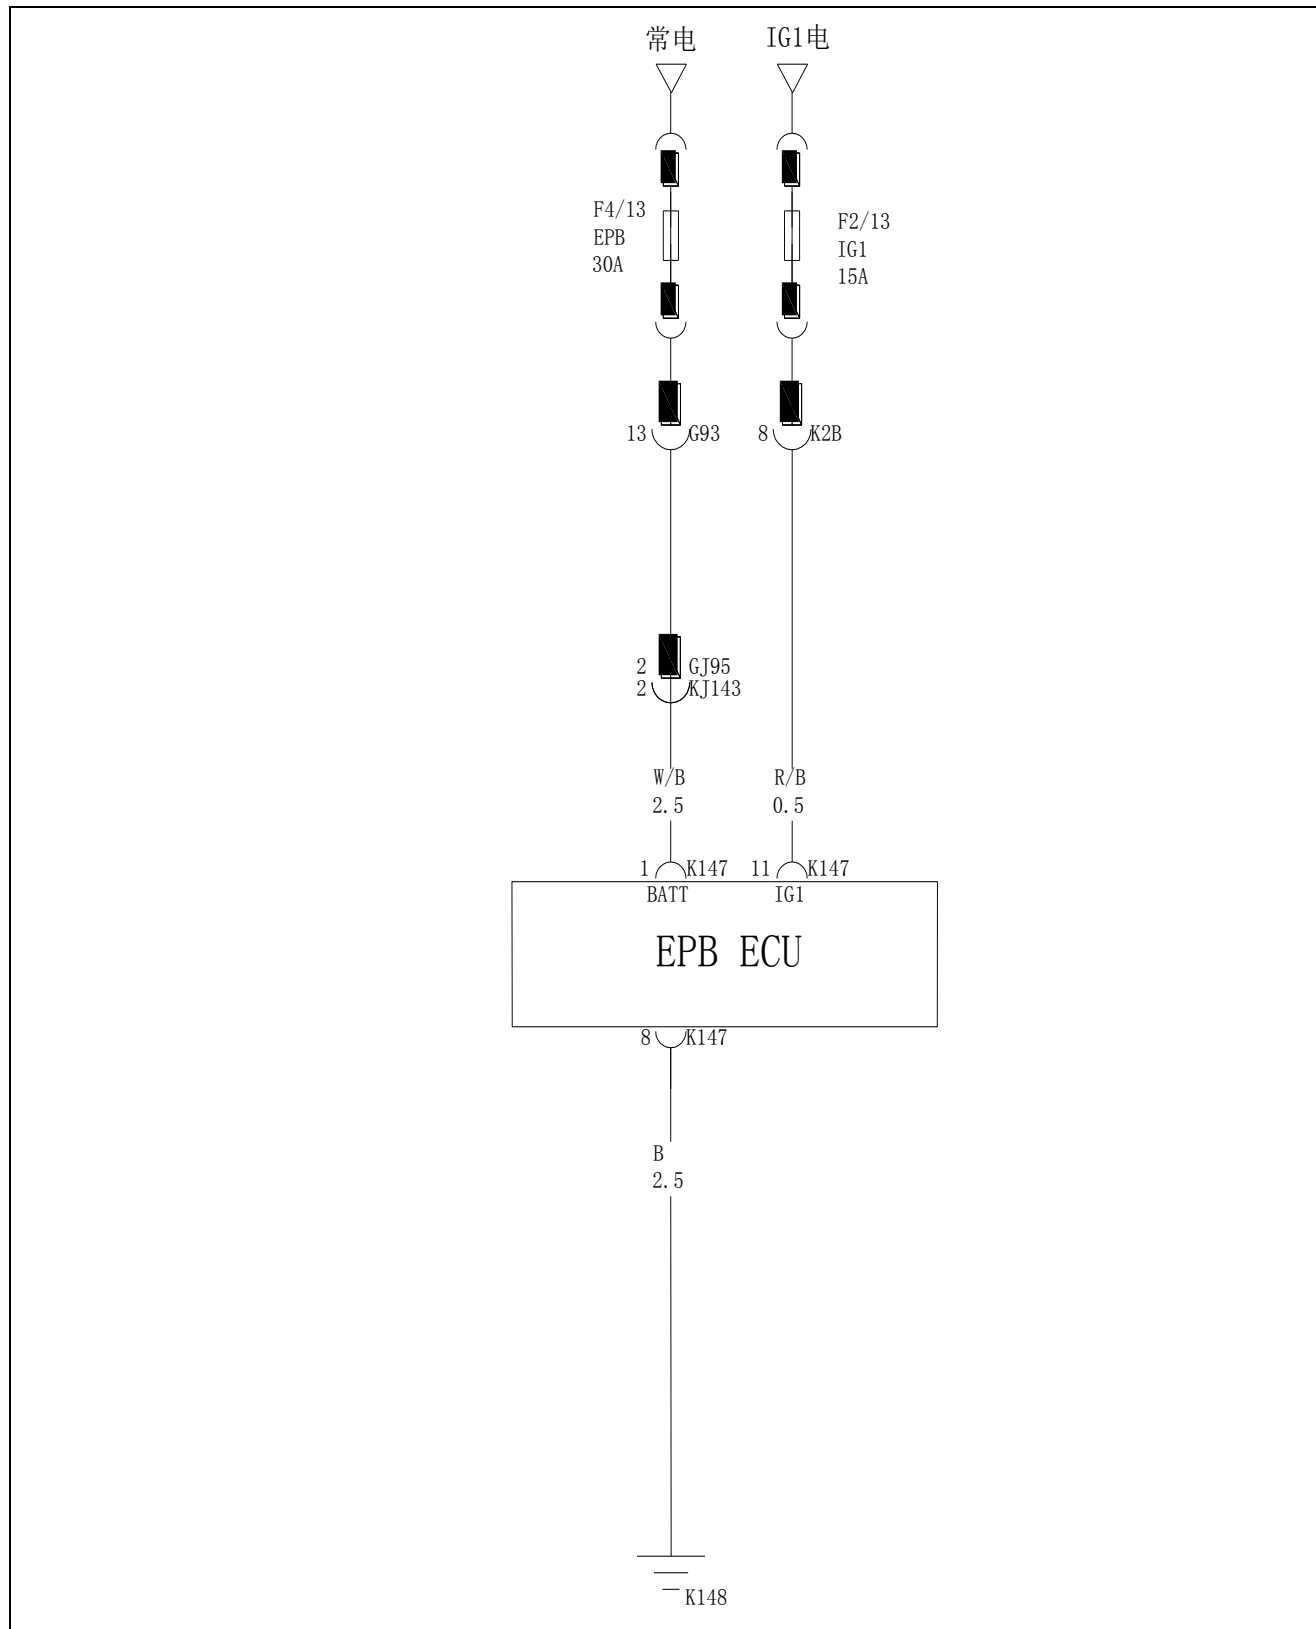 常电
IG1电
F4/13
EPB
30A
F2/13
IG1
15A
13 G93
8 K2B
2 GJ95
2 KJ143
W/B
2.5
R/B
0.5
1 K147
11 K147
BATT
IG1
EPB ECU
8 K147
B
2.5
K148